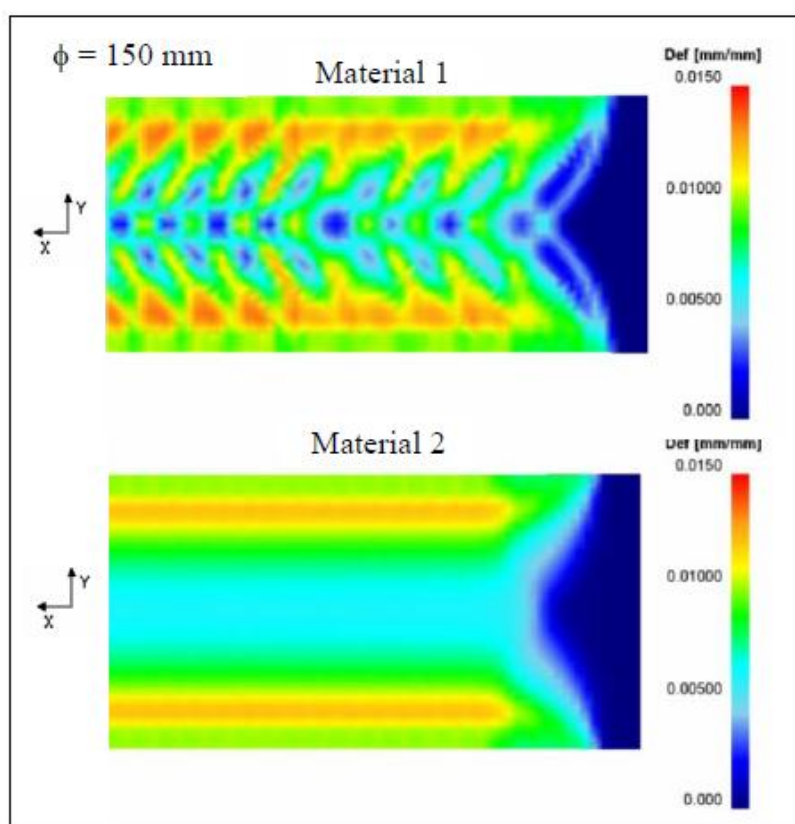 ϕ = 150 mm
Material 1
Def [mm/mm]
0.0150
0.01000
0.00500
0.000
Y
X
Material 2
Def [mm/mm]
0.0150
0.01000
0.00500
0.000
Y
X